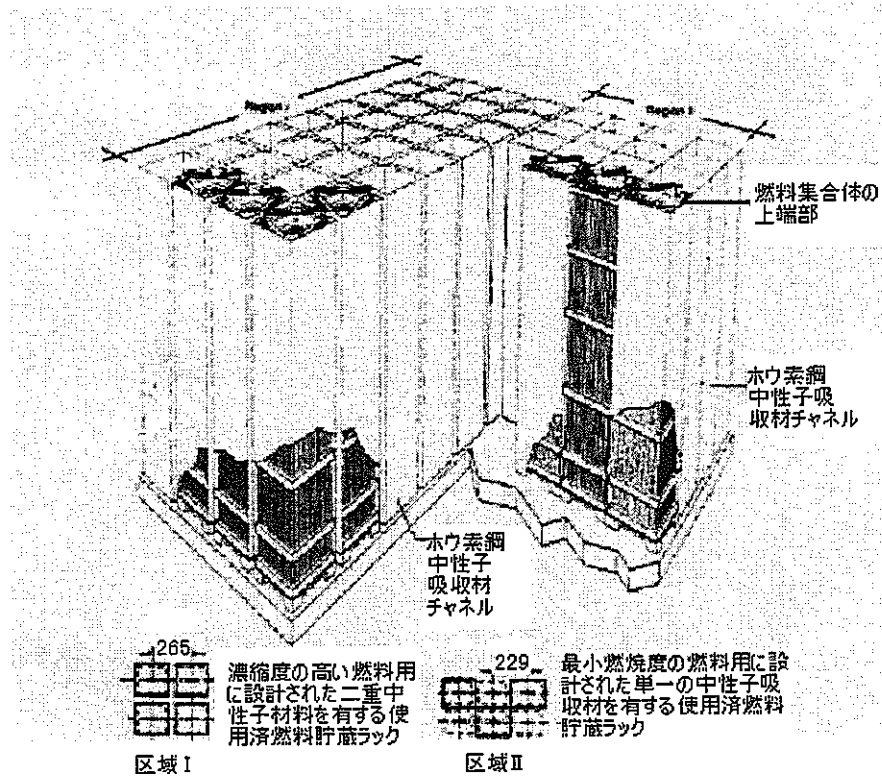 Region I
Region II
燃料集合体の
上端部
ホウ素鋼
中性子吸
収材チャネル
ホウ素鋼
中性子
吸収材
チャネル
265
濃縮度の高い燃料用
に設計された二重中
性子材料を有する使
用済燃料貯蔵ラック
区域Ⅰ
229
最小燃焼度の燃料用に設
計された単一の中性子吸
収材を有する使用済燃料
貯蔵ラック
区域Ⅱ